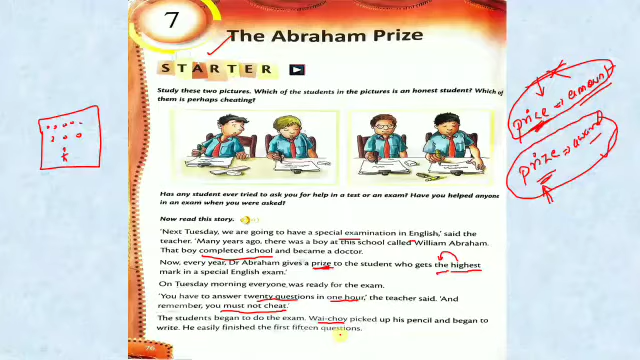 7
The Abraham Prize
STARTER
Study these two pictures. Which of the students in the pictures is an honest student? Which of
them is perhaps cheating?
Has any student ever tried to ask you for help in a test or an exam? Have you helped anyone
in an exam when you were asked?
Now read this story.
'Next Tuesday, we are going to have a special examination in English,' said the
teacher. 'Many years ago, there was a boy at this school called William Abraham.
That boy completed school and became a doctor.
Now, every year, Dr Abraham gives a prize to the student who gets the highest
mark in a special English exam.'
On Tuesday morning everyone was ready for the exam.
'You have to answer twenty questions in one hour,' the teacher said. 'And
remember, you must not cheat.'
The students began to do the exam. Wai-choy picked up his pencil and began to
write. He easily finished the first fifteen questions.
76
price = amount
prize = award